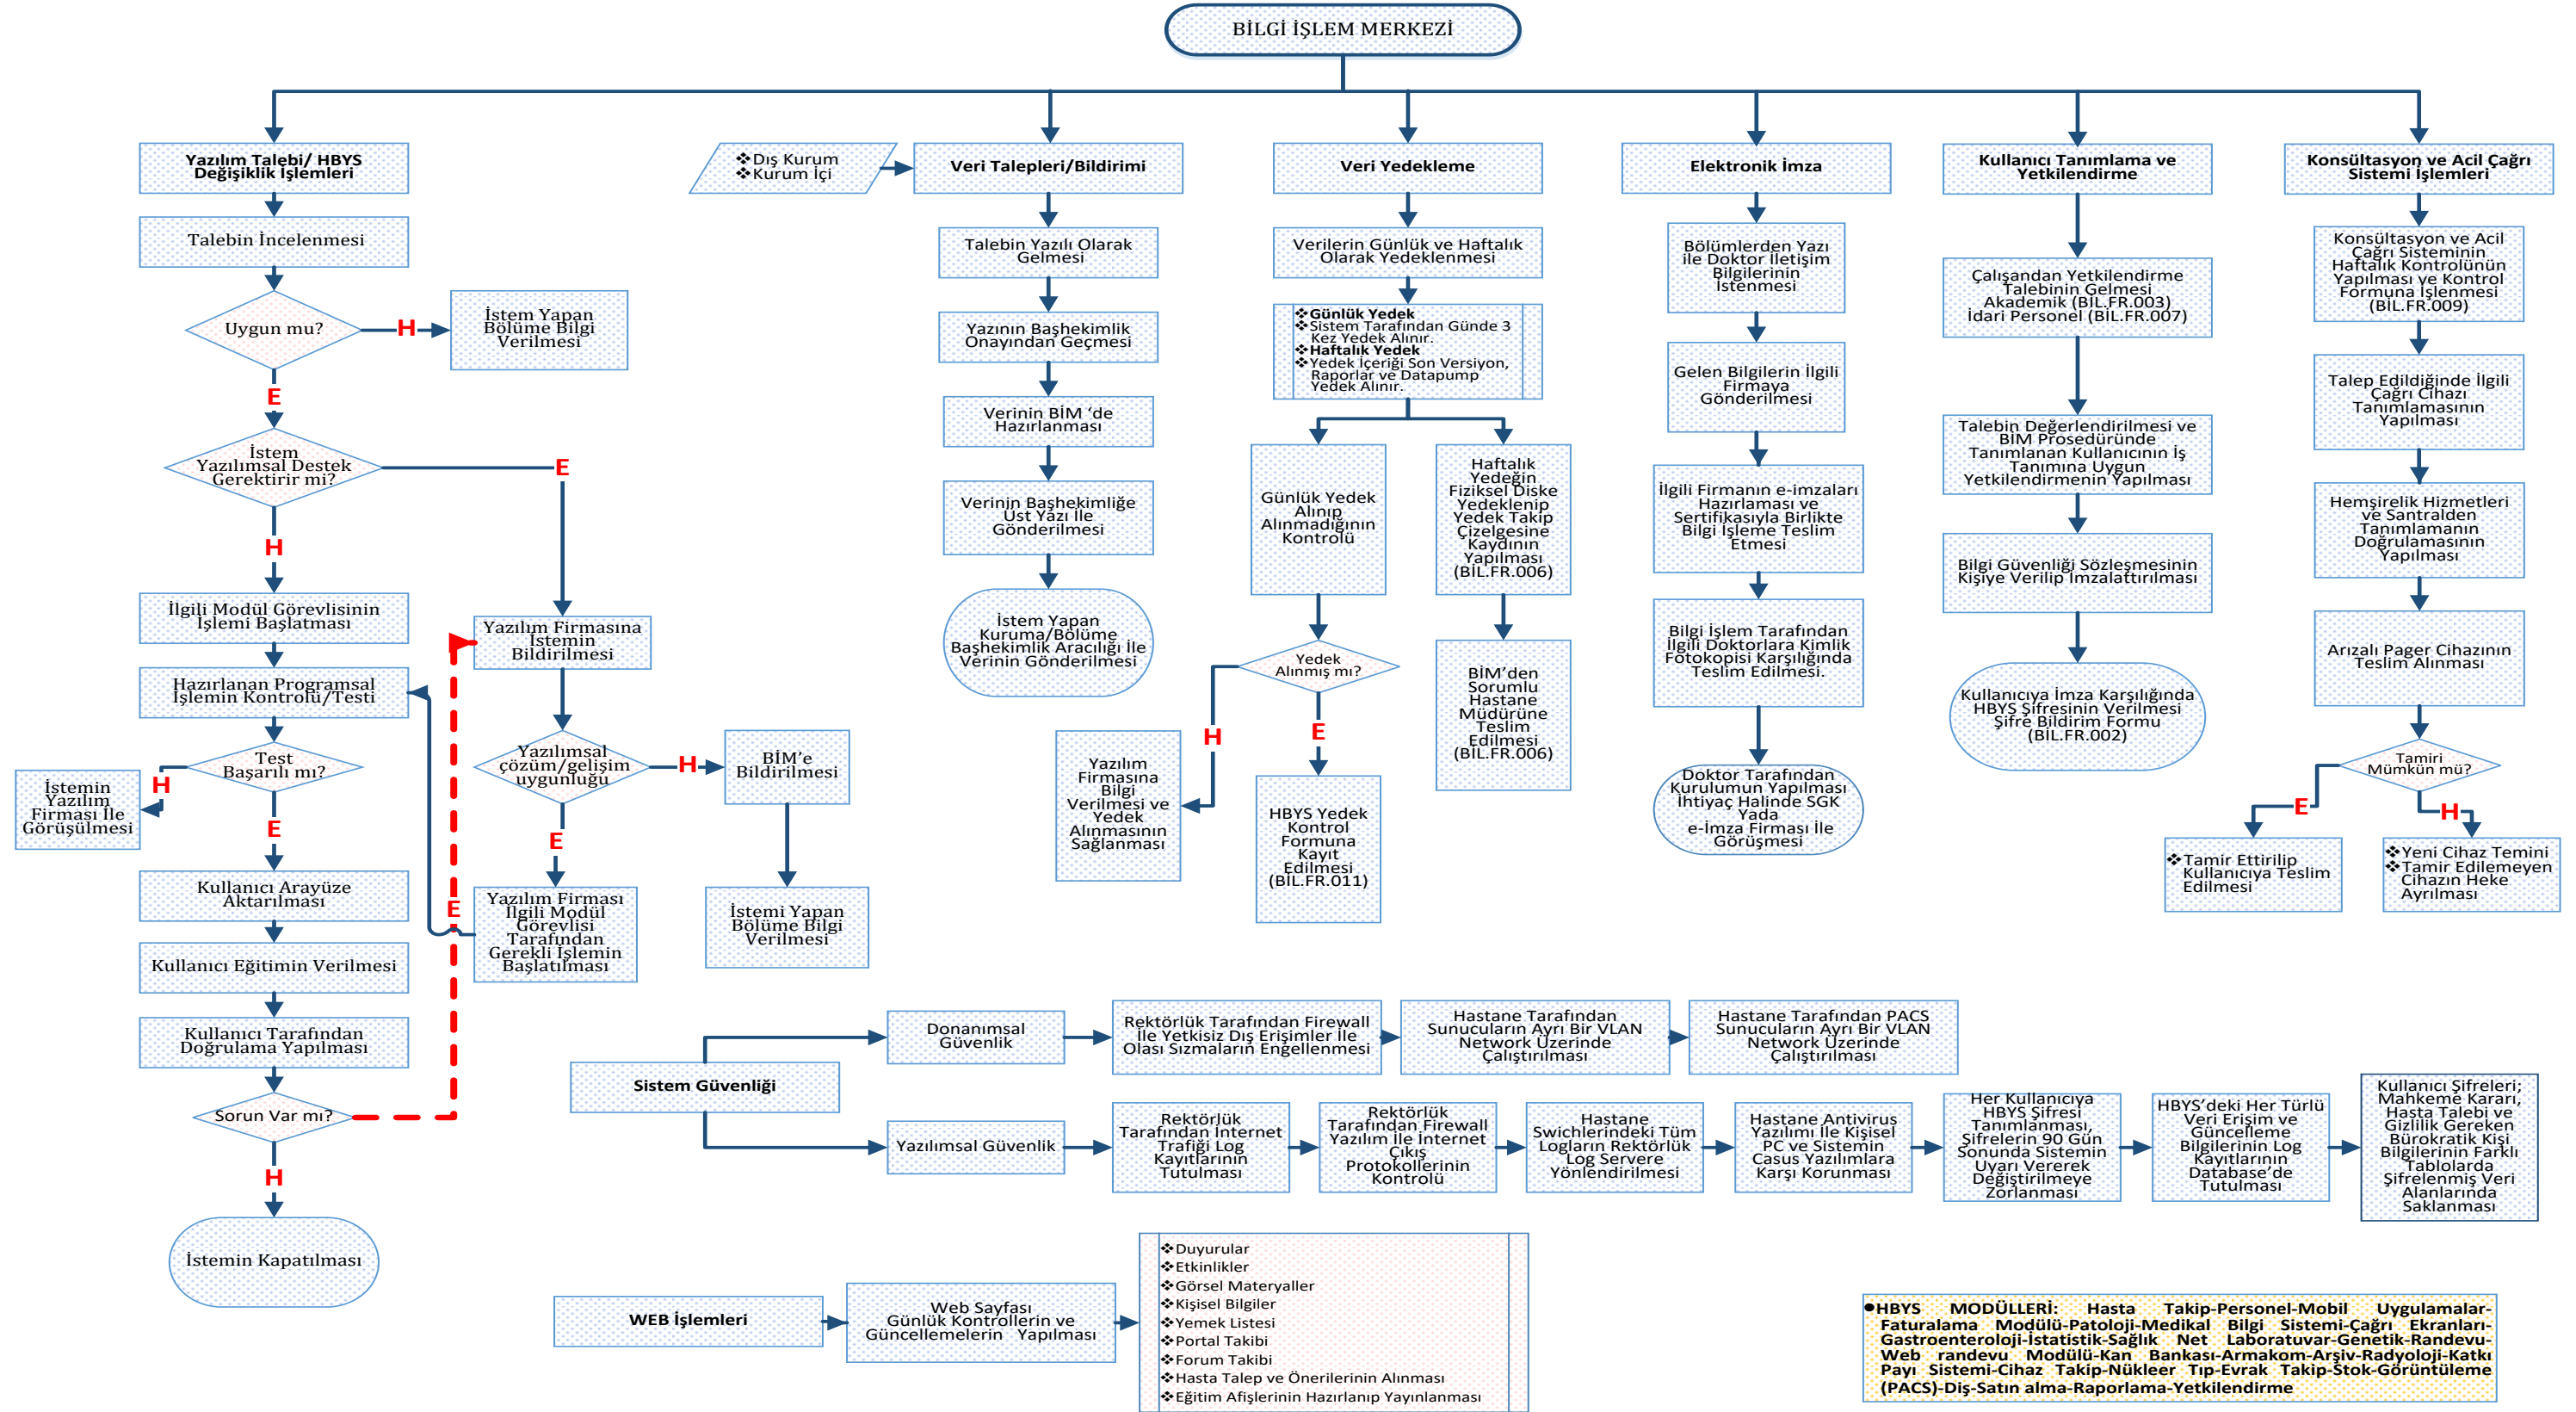 BİLGİ İŞLEM MERKEZİ
Yazılım Talebi/ HBYS
Değişiklik İşlemleri
Talebin İncelenmesi
Uygun mu?
H
İstem Yapan
Bölüme Bilgi
Verilmesi
E
İstem
Yazılımsal Destek
Gerektirir mi?
E
H
İlgili Modül Görevlisinin
İşlemi Başlatması
Hazırlanan Programsal
İşlemin Kontrolü/Testi
Test
Başarılı mı?
H
İstemin
Yazılım
Firması İle
Görüşülmesi
E
Kullanıcı Arayüze
Aktarılması
Kullanıcı Eğitimin Verilmesi
Kullanıcı Tarafından
Doğrulama Yapılması
Sorun Var mı?
E
H
İstemin Kapatılması
Yazılım Firmasına
İstemin
Bildirilmesi
Yazılımsal
çözüm/gelişim
uygunluğu
H
BİM’e
Bildirilmesi
İstemi Yapan
Bölüme Bilgi
Verilmesi
E
Yazılım Firması
İlgili Modül
Görevlisi
Tarafından
Gerekli İşlemin
Başlatılması
❖Dış Kurum
❖Kurum İçi
Veri Talepleri/Bildirimi
Talebin Yazılı Olarak
Gelmesi
Yazının Başhekimlik
Onayından Geçmesi
Verinin BİM ‘de
Hazırlanması
Verinin Başhekimliğe
Üst Yazı İle
Gönderilmesi
İstem Yapan
Kuruma/Bölüme
Başhekimlik Aracılığı İle
Verinin Gönderilmesi
Veri Yedekleme
Verilerin Günlük ve Haftalık
Olarak Yedeklenmesi
❖Günlük Yedek
❖Sistem Tarafından Günde 3
Kez Yedek Alınır.
❖Haftalık Yedek
❖Yedek İçeriği Son Versiyon,
Raporlar ve Datapump
Yedek Alınır.
Günlük Yedek
Alınıp
Alınmadığının
Kontrolü
Yedek
Alınmış mı?
H
Yazılım
Firmasına
Bilgi
Verilmesi ve
Yedek
Alınmasının
Sağlanması
E
HBYS Yedek
Kontrol
Formuna
Kayıt
Edilmesi
(BİL.FR.011)
Haftalık
Yedeğin
Fiziksel Diske
Yedeklenip
Yedek Takip
Çizelgesine
Kaydının
Yapılması
(BİL.FR.006)
BİM’den
Sorumlu
Hastane
Müdürüne
Teslim
Edilmesi
(BİL.FR.006)
Elektronik İmza
Bölümlerden Yazı
ile Doktor İletişim
Bilgilerinin
İstenmesi
Gelen Bilgilerin İlgili
Firmaya
Gönderilmesi
İlgili Firmanın e-imzaları
Hazırlaması ve
Sertifikasıyla Birlikte
Bilgi İşleme Teslim
Etmesi
Bilgi İşlem Tarafından
İlgili Doktorlara Kimlik
Fotokopisi Karşılığında
Teslim Edilmesi.
Doktor Tarafından
Kurulumun Yapılması
İhtiyaç Halinde SGK
Yada
e-İmza Firması İle
Görüşmesi
Kullanıcı Tanımlama ve
Yetkilendirme
Çalışandan Yetkilendirme
Talebinin Gelmesi
Akademik (BİL.FR.003)
İdari Personel (BİL.FR.007)
Talebin Değerlendirilmesi ve
BİM Prosedüründe
Tanımlanan Kullanıcının İş
Tanımına Uygun
Yetkilendirmenin Yapılması
Bilgi Güvenliği Sözleşmesinin
Kişiye Verilip İmzalattırılması
Kullanıcıya İmza Karşılığında
HBYS Şifresinin Verilmesi
Şifre Bildirim Formu
(BİL.FR.002)
Konsültasyon ve Acil Çağrı
Sistemi İşlemleri
Konsültasyon ve Acil
Çağrı Sisteminin
Haftalık Kontrolünün
Yapılması ve Kontrol
Formuna İşlenmesi
(BİL.FR.009)
Talep Edildiğinde İlgili
Çağrı Cihazı
Tanımlamasının
Yapılması
Hemşirelik Hizmetleri
ve Santralden
Tanımlamanın
Doğrulamasının
Yapılması
Arızalı Pager Cihazının
Teslim Alınması
Tamiri
Mümkün mü?
E
H
❖Tamir Ettirilip
Kullanıcıya Teslim
Edilmesi
❖Yeni Cihaz Temini
❖Tamir Edilemeyen
Cihazın Heke
Ayrılması
Sistem Güvenliği
Donanımsal
Güvenlik
Rektörlük Tarafından Firewall
İle Yetkisiz Dış Erişimler İle
Olası Sızmaların Engellenmesi
Hastane Tarafından
Sunucuların Ayrı Bir VLAN
Network Üzerinde
Çalıştırılması
Hastane Tarafından PACS
Sunucuların Ayrı Bir VLAN
Network Üzerinde
Çalıştırılması
Yazılımsal Güvenlik
Rektörlük
Tarafından İnternet
Trafiği Log
Kayıtlarının
Tutulması
Rektörlük
Tarafından Firewall
Yazılım İle İnternet
Çıkış
Protokollerinin
Kontrolü
Hastane
Swichlerindeki Tüm
Logların Rektörlük
Log Servere
Yönlendirilmesi
Hastane Antivirus
Yazılımı İle Kişisel
PC ve Sistemin
Casus Yazılımlara
Karşı Korunması
Her Kullanıcıya
HBYS Şifresi
Tanımlanması,
Şifrelerin 90 Gün
Sonunda Sistemin
Uyarı Vererek
Değiştirilmeye
Zorlanması
HBYS’deki Her Türlü
Veri Erişim ve
Güncelleme
Bilgilerinin Log
Kayıtlarının
Database’de
Tutulması
Kullanıcı Şifreleri;
Mahkeme Kararı,
Hasta Talebi ve
Gizlilik Gereken
Bürokratik Kişi
Bilgilerinin Farklı
Tablolarda
Şifrelenmiş Veri
Alanlarında
Saklanması
WEB İşlemleri
Web Sayfası
Günlük Kontrollerin ve
Güncellemelerin Yapılması
❖Duyurular
❖Etkinlikler
❖Görsel Materyaller
❖Kişisel Bilgiler
❖Yemek Listesi
❖Portal Takibi
❖Forum Takibi
❖Hasta Talep ve Önerilerinin Alınması
❖Eğitim Afişlerinin Hazırlanıp Yayınlanması
●HBYS MODÜLLERİ: Hasta Takip-Personel-Mobil Uygulamalar-
Faturalama Modülü-Patoloji-Medikal Bilgi Sistemi-Çağrı Ekranları-
Gastroenteroloji-İstatistik-Sağlık Net Laboratuvar-Genetik-Randevu-
Web randevu Modülü-Kan Bankası-Armakom-Arşiv-Radyoloji-Katkı
Payı Sistemi-Cihaz Takip-Nükleer Tıp-Evrak Takip-Stok-Görüntüleme
(PACS)-Diş-Satın alma-Raporlama-Yetkilendirme